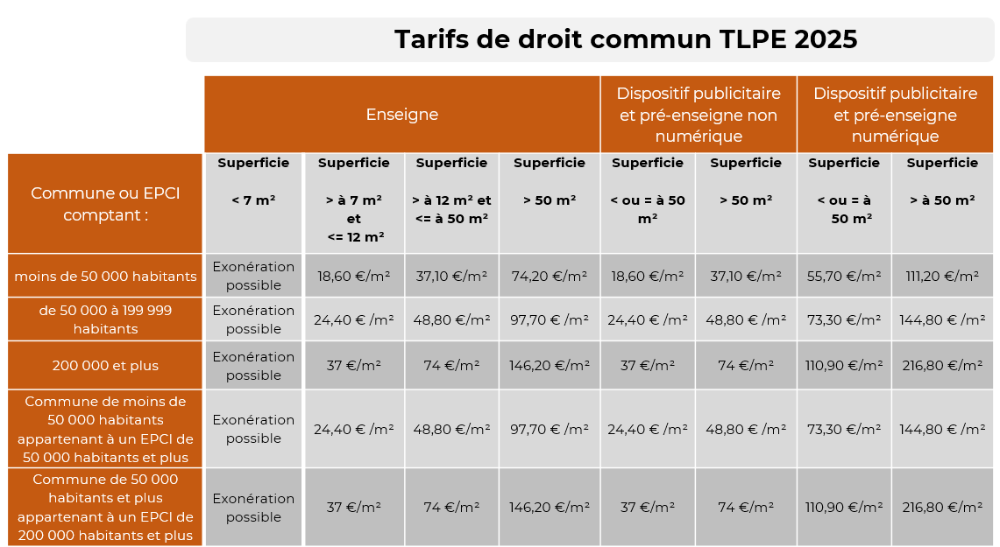 Tarifs de droit commun TLPE 2025
Enseigne
Dispositif publicitaire
et pré-enseigne non
numérique
Dispositif publicitaire
et pré-enseigne
numérique
Commune ou EPCI
comptant :
Superficie
< 7 m²
Superficie
> à 7 m²
et
<= 12 m²
Superficie
> à 12 m² et
<= à 50 m²
Superficie
> 50 m²
Superficie
< ou = à 50
m²
Superficie
> 50 m²
Superficie
< ou = à
50 m²
Superficie
> à 50 m²
moins de 50 000 habitants
Exonération
possible
18,60 €/m²
37,10 €/m²
74,20 €/m²
18,60 €/m²
37,10 €/m²
55,70 €/m²
111,20 €/m²
de 50 000 à 199 999
habitants
Exonération
possible
24,40 € /m²
48,80 €/m²
97,70 € /m²
24,40 € /m²
48,80 € /m²
73,30 €/m²
144,80 € /m²
200 000 et plus
Exonération
possible
37 €/m²
74 €/m²
146,20 €/m²
37 €/m²
74 €/m²
110,90 €/m²
216,80 €/m²
Commune de moins de
50 000 habitants
appartenant à un EPCI de
50 000 habitants et plus
Exonération
possible
24,40 € /m²
48,80 €/m²
97,70 € /m²
24,40 € /m²
48,80 € /m²
73,30 €/m²
144,80 € /m²
Commune de 50 000
habitants et plus
appartenant à un EPCI de
200 000 habitants et plus
Exonération
possible
37 €/m²
74 €/m²
146,20 €/m²
37 €/m²
74 €/m²
110,90 €/m²
216,80 €/m²